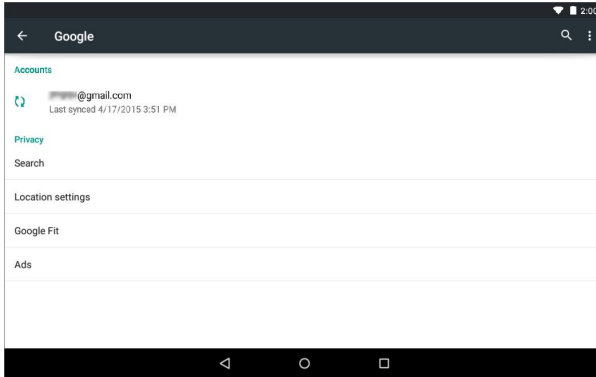 2:00
Google
Accounts
@gmail.com
Last synced 4/17/2015 3:51 PM
Privacy
Search
Location settings
Google Fit
Ads